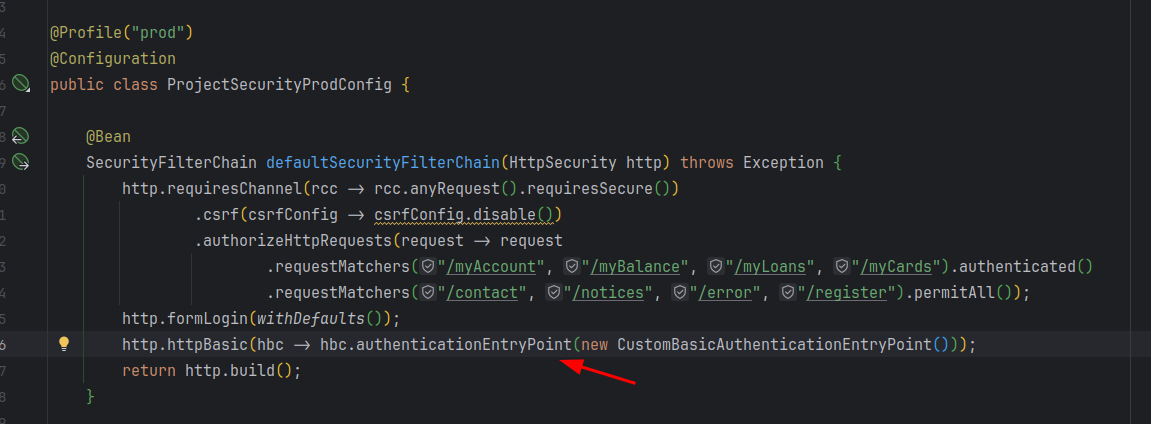 3
4 @Profile("prod")
5 @Configuration
6 public class ProjectSecurityProdConfig {
7
8 @Bean
9 SecurityFilterChain defaultSecurityFilterChain(HttpSecurity http) throws Exception {
0 http.requiresChannel(rcc → rcc.anyRequest().requiresSecure())
1 .csrf(csrfConfig → csrfConfig.disable())
2 .authorizeHttpRequests(request → request
3 .requestMatchers("/myAccount", "/myBalance", "/myLoans", "/myCards").authenticated()
4 .requestMatchers("/contact", "/notices", "/error", "/register").permitAll());
5 http.formLogin(withDefaults());
6 http.httpBasic(hbc → hbc.authenticationEntryPoint(new CustomBasicAuthenticationEntryPoint()));
7 return http.build();
8 }
9